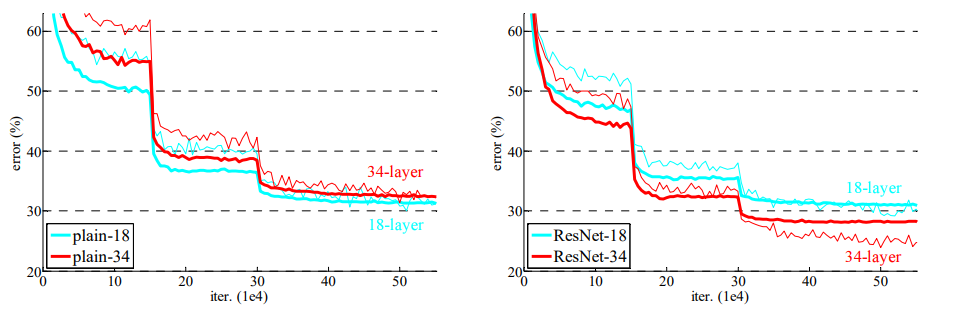 60
50
40
30
20
error (%)
0
10
20
30
40
50
iter. (1e4)
34-layer
18-layer
plain-18
plain-34
60
50
40
30
20
error (%)
0
10
20
30
40
50
iter. (1e4)
18-layer
34-layer
ResNet-18
ResNet-34